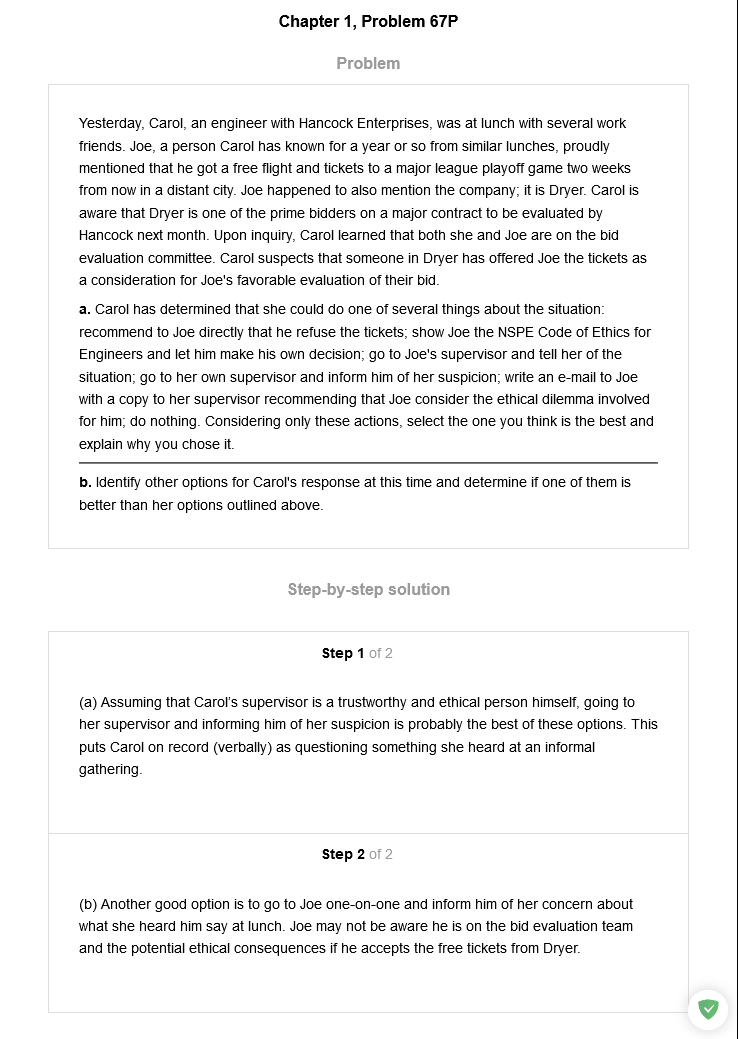 Chapter 1, Problem 67P
Problem
Yesterday, Carol, an engineer with Hancock Enterprises, was at lunch with several work
friends. Joe, a person Carol has known for a year or so from similar lunches, proudly
mentioned that he got a free flight and tickets to a major league playoff game two weeks
from now in a distant city. Joe happened to also mention the company; it is Dryer. Carol is
aware that Dryer is one of the prime bidders on a major contract to be evaluated by
Hancock next month. Upon inquiry, Carol learned that both she and Joe are on the bid
evaluation committee. Carol suspects that someone in Dryer has offered Joe the tickets as
a consideration for Joe's favorable evaluation of their bid.
a. Carol has determined that she could do one of several things about the situation:
recommend to Joe directly that he refuse the tickets; show Joe the NSPE Code of Ethics for
Engineers and let him make his own decision; go to Joe's supervisor and tell her of the
situation; go to her own supervisor and inform him of her suspicion; write an e-mail to Joe
with a copy to her supervisor recommending that Joe consider the ethical dilemma involved
for him; do nothing. Considering only these actions, select the one you think is the best and
explain why you chose it.
b. Identify other options for Carol's response at this time and determine if one of them is
better than her options outlined above.
Step-by-step solution
Step 1 of 2
(a) Assuming that Carol's supervisor is a trustworthy and ethical person himself, going to
her supervisor and informing him of her suspicion is probably the best of these options. This
puts Carol on record (verbally) as questioning something she heard at an informal
gathering.
Step 2 of 2
(b) Another good option is to go to Joe one-on-one and inform him of her concern about
what she heard him say at lunch. Joe may not be aware he is on the bid evaluation team
and the potential ethical consequences if he accepts the free tickets from Dryer.